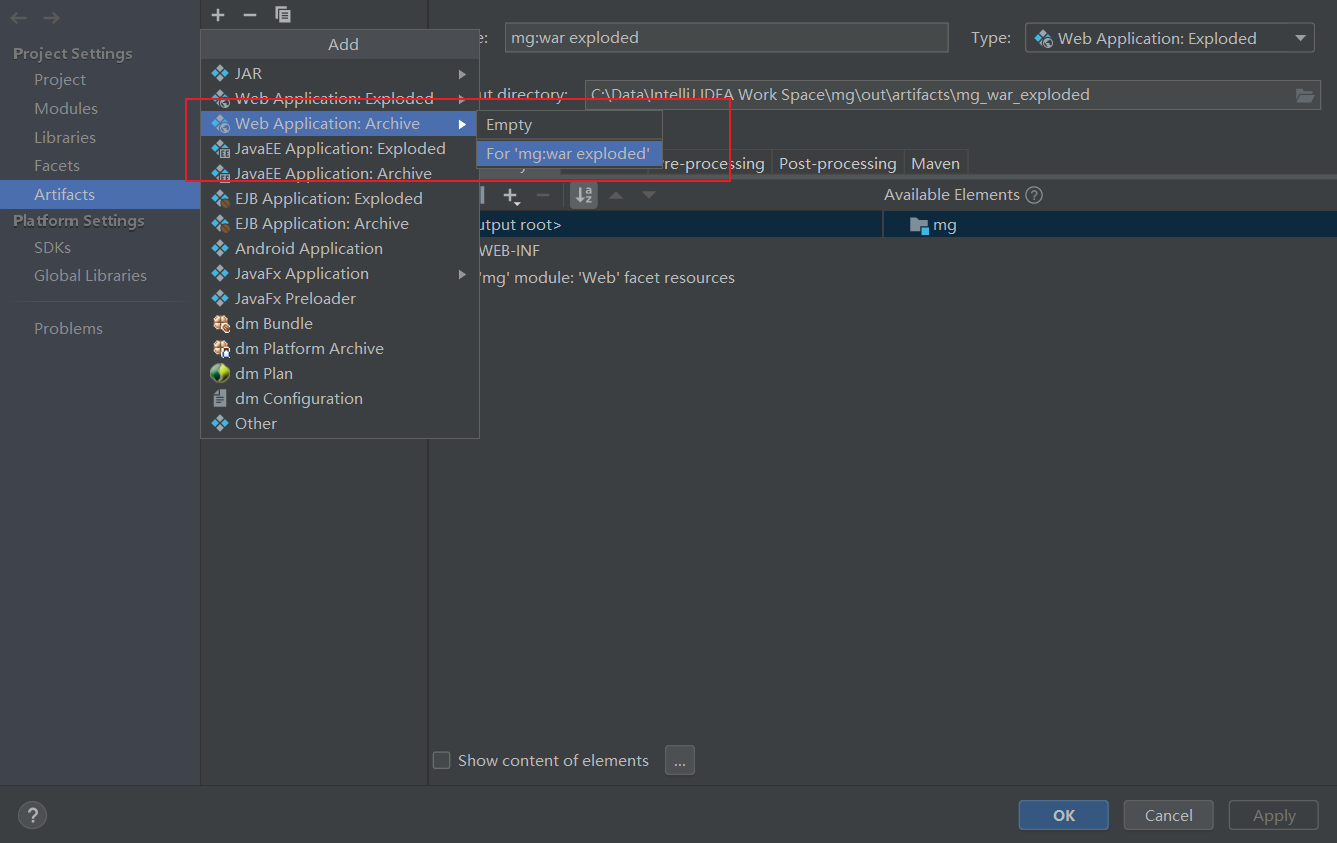 Project Settings
Project
Modules
Libraries
Facets
Artifacts
Platform Settings
SDKs
Global Libraries
Problems
Add
JAR
Web Application: Exploded
Web Application: Archive
JavaEE Application: Exploded
JavaEE Application: Archive
EJB Application: Exploded
EJB Application: Archive
Android Application
JavaFx Application
JavaFx Preloader
dm Bundle
dm Platform Archive
dm Plan
dm Configuration
Other
Empty
For 'mg:war exploded'
e: mg:war exploded Type: Web Application: Exploded
ut directory: C:\Data\IntelliJ IDEA Work Space\mg\out\artifacts\mg_war_exploded
re-processing Post-processing Maven
Available Elements ?
utput root> mg
WEB-INF
'mg' module: 'Web' facet resources
Show content of elements ...
? OK Cancel Apply